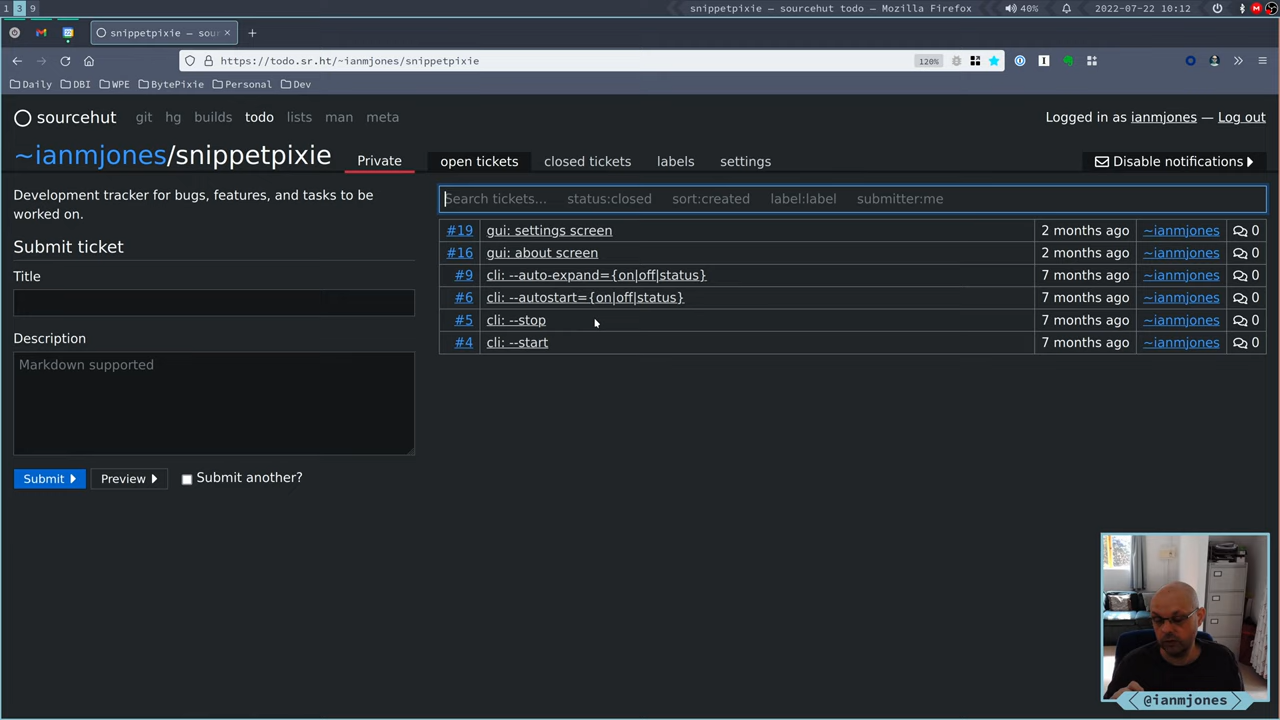 1 3 9 snippetpixie — sourcehut todo — Mozilla Firefox 40% 2022-07-22 10:12
snippetpixie — sour
https://todo.sr.ht/~ianmjones/snippetpixie 120%
Daily DBI WPE BytePixie Personal Dev
sourcehut git hg builds todo lists man meta Logged in as ianmjones — Log out
~ianmjones/snippetpixie Private open tickets closed tickets labels settings Disable notifications
Development tracker for bugs, features, and tasks to
be worked on.
Submit ticket
Title
Description
Markdown supported
Submit Preview Submit another?
Search tickets... status:closed sort:created label:label submitter:me
#19 gui: settings screen 2 months ago ~ianmjones 0
#16 gui: about screen 2 months ago ~ianmjones 0
#9 cli: --auto-expand={on|off|status} 7 months ago ~ianmjones 0
#6 cli: --autostart={on|off|status} 7 months ago ~ianmjones 0
#5 cli: --stop 7 months ago ~ianmjones 0
#4 cli: --start 7 months ago ~ianmjones 0
@ianmjones